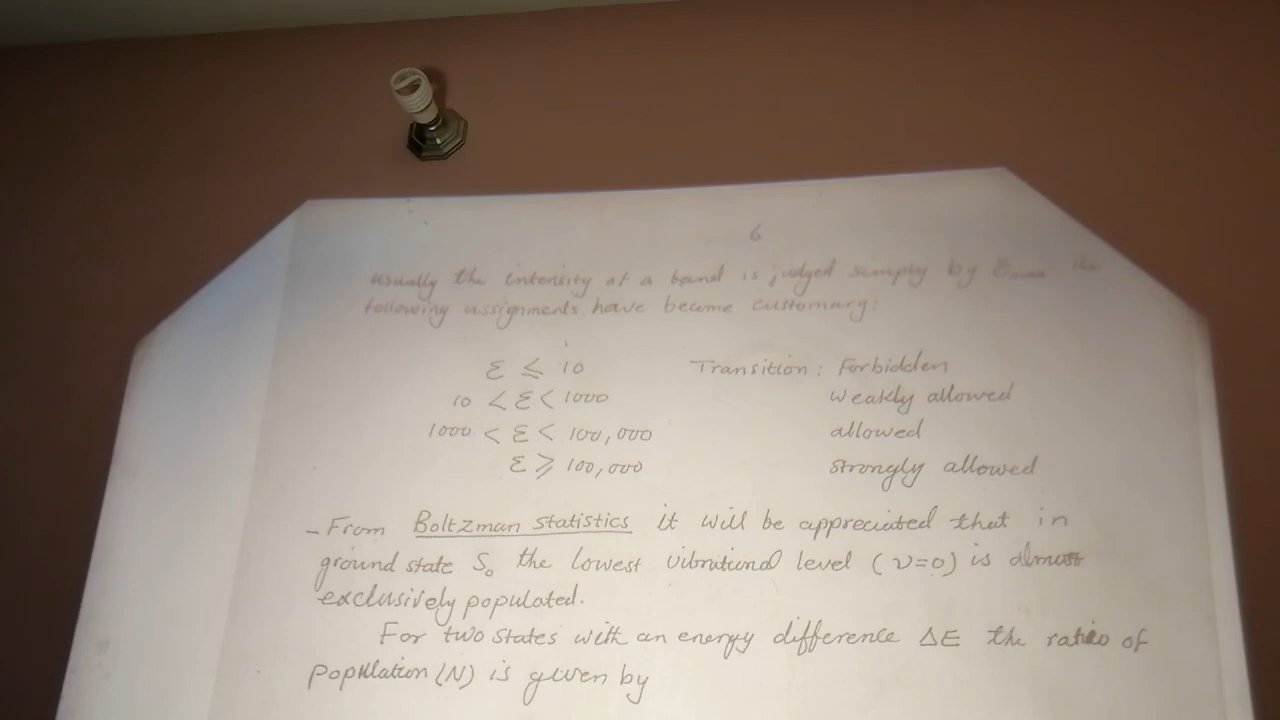 6
usually the intensity of a band is judged simply by Emax the
following assignments have become customary:
ε ≤ 10 Transition : Forbidden
10 < ε < 1000 weakly allowed
1000 < ε < 100,000 allowed
ε ≥ 100,000 strongly allowed
- From Boltzman statistics it will be appreciated that in
ground state S₀ the lowest vibrational level (v=0) is almost
exclusively populated.
For two states with an energy difference ΔE the ratio of
population (N) is given by